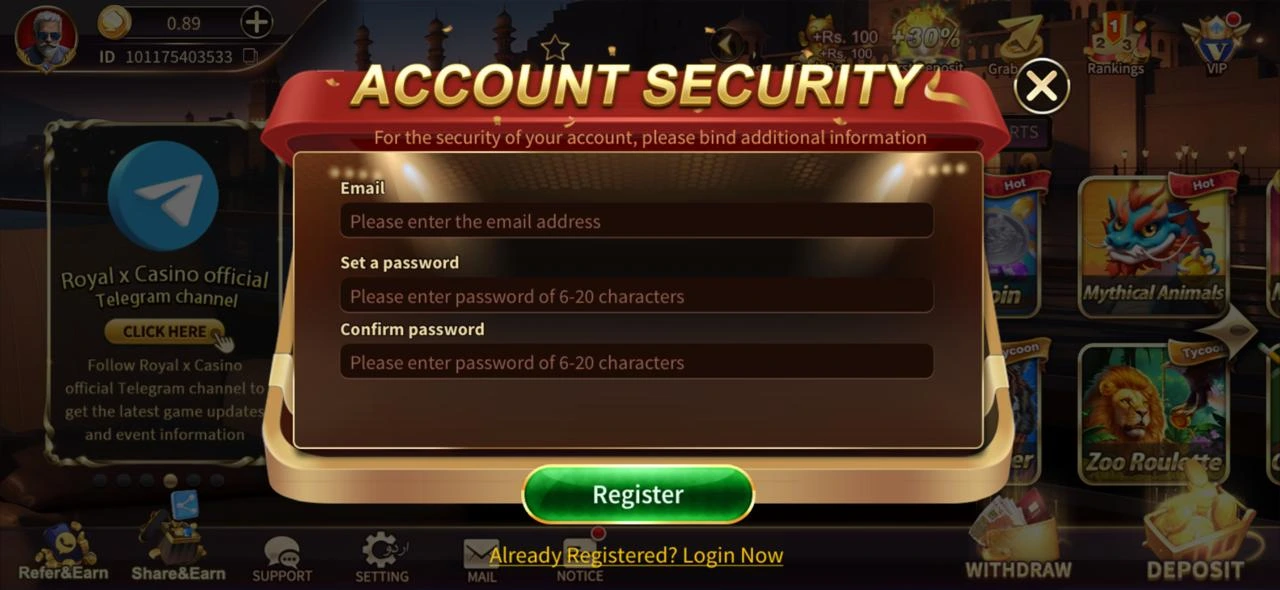 0.89
ID 101175403533
+Rs. 100
+Rs. 100
+30%
Grab
1
2 3
Rankings
V
VIP
ACCOUNT SECURITY
For the security of your account, please bind additional information
Email
Please enter the email address
Set a password
Please enter password of 6-20 characters
Confirm password
Please enter password of 6-20 characters
Register
Already Registered? Login Now
Royal x Casino official
Telegram channel
CLICK HERE
Follow Royal x Casino
official Telegram channel to
get the latest game updates
and event information
Hot
Hot
Mythical Animals
Zoo Roulette
Refer&Earn
Share&Earn
SUPPORT
اردو
SETTING
MAIL
NOTICE
WITHDRAW
DEPOSIT